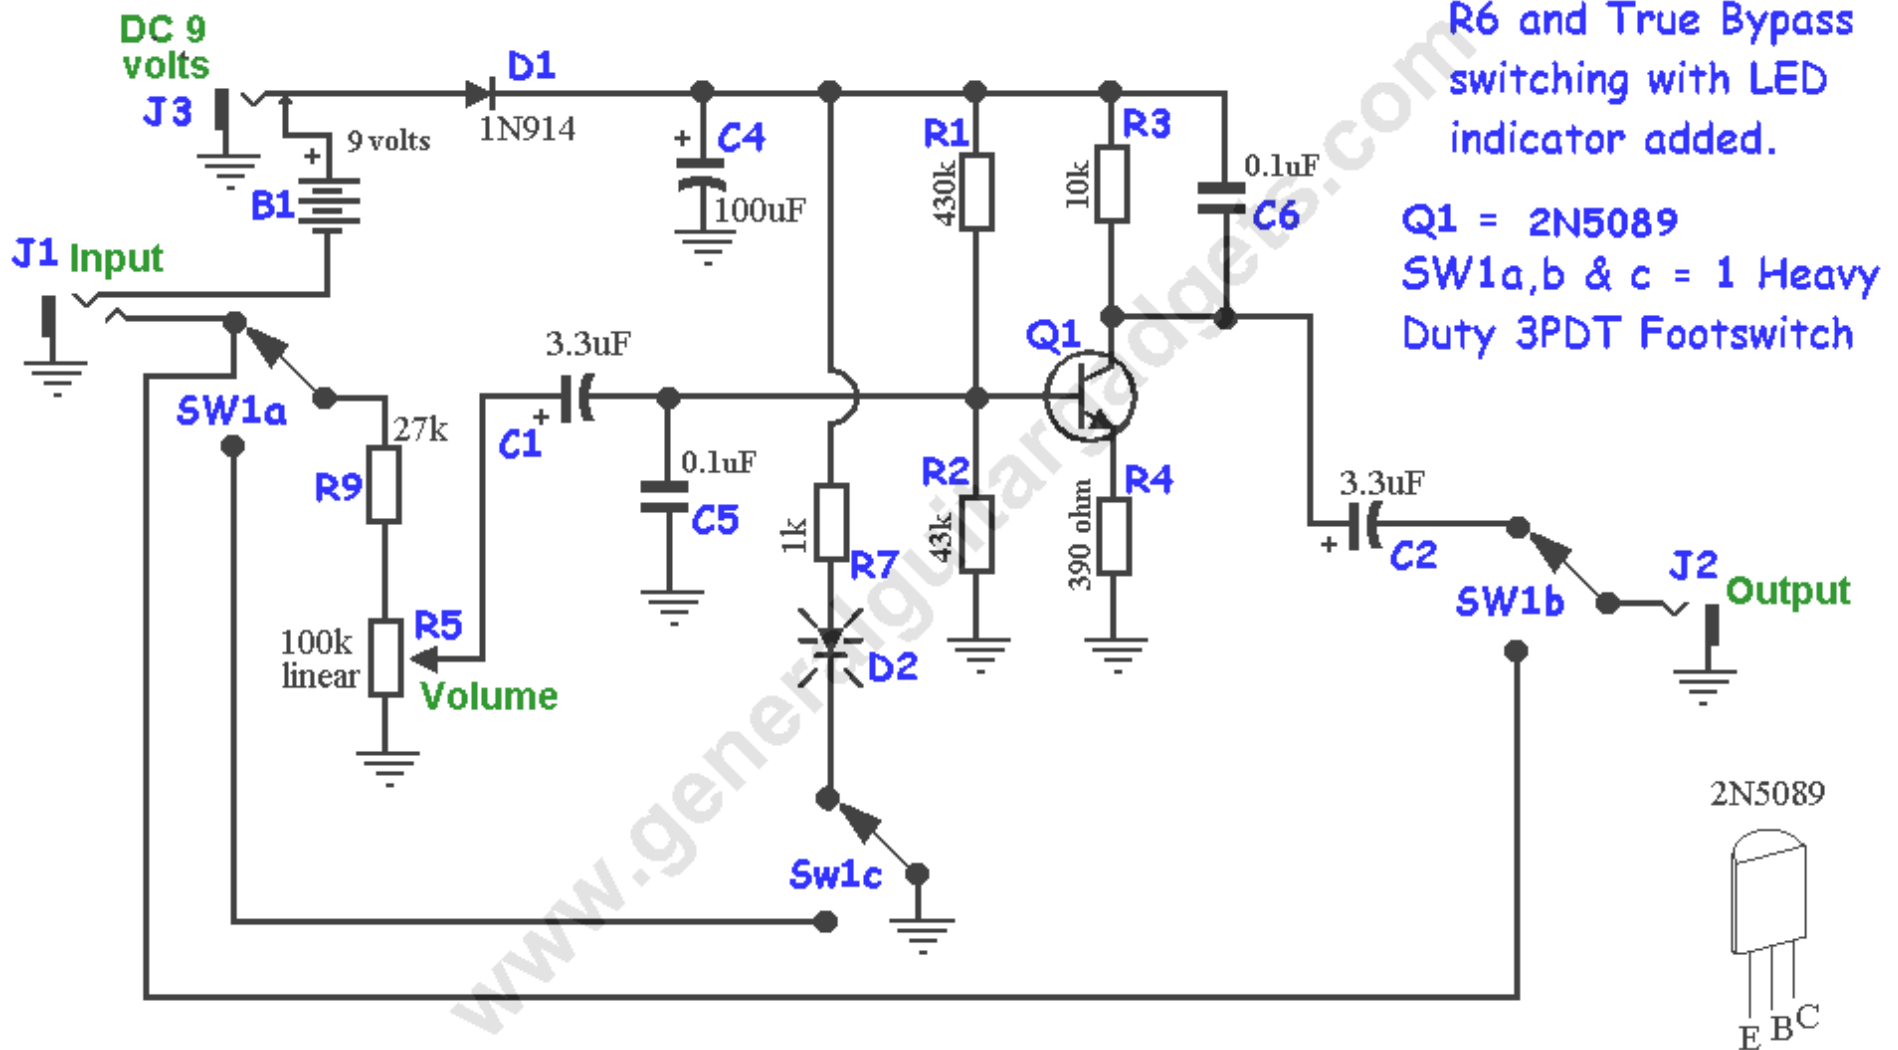 DC 9
volts
J3
D1
1N914
9 volts
+
B1
+
C4
100uF
R1
430k
R3
10k
0.1uF
C6
R6 and True Bypass
switching with LED
indicator added.
Q1 = 2N5089
SW1a,b & c = 1 Heavy
Duty 3PDT Footswitch
J1 Input
SW1a
27k
R9
3.3uF
+
C1
0.1uF
C5
Q1
R2
43k
R4
390 ohm
1k
R7
3.3uF
+
C2
SW1b
J2
Output
100k
linear
R5
Volume
D2
Sw1c
2N5089
E B C
www.generalguitargadgets.com